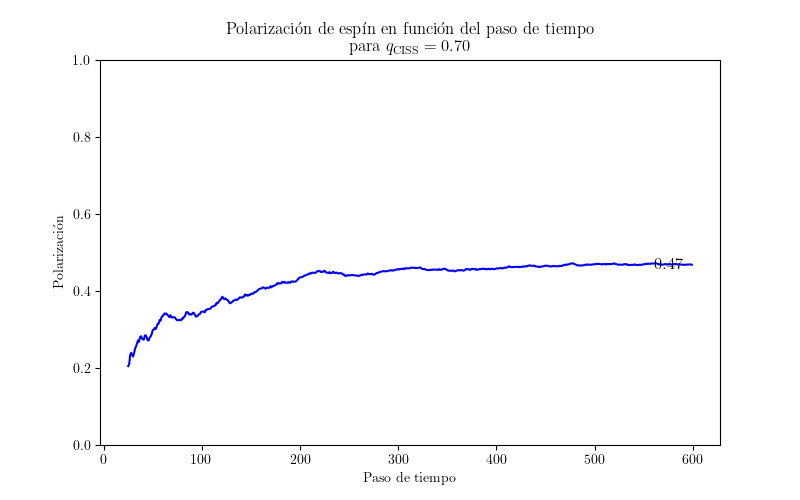 Polarización de espín en función del paso de tiempo
para q_CISS = 0.70
1.0
0.8
0.6
0.4
0.2
0.0
Polarización
0.47
0 100 200 300 400 500 600
Paso de tiempo